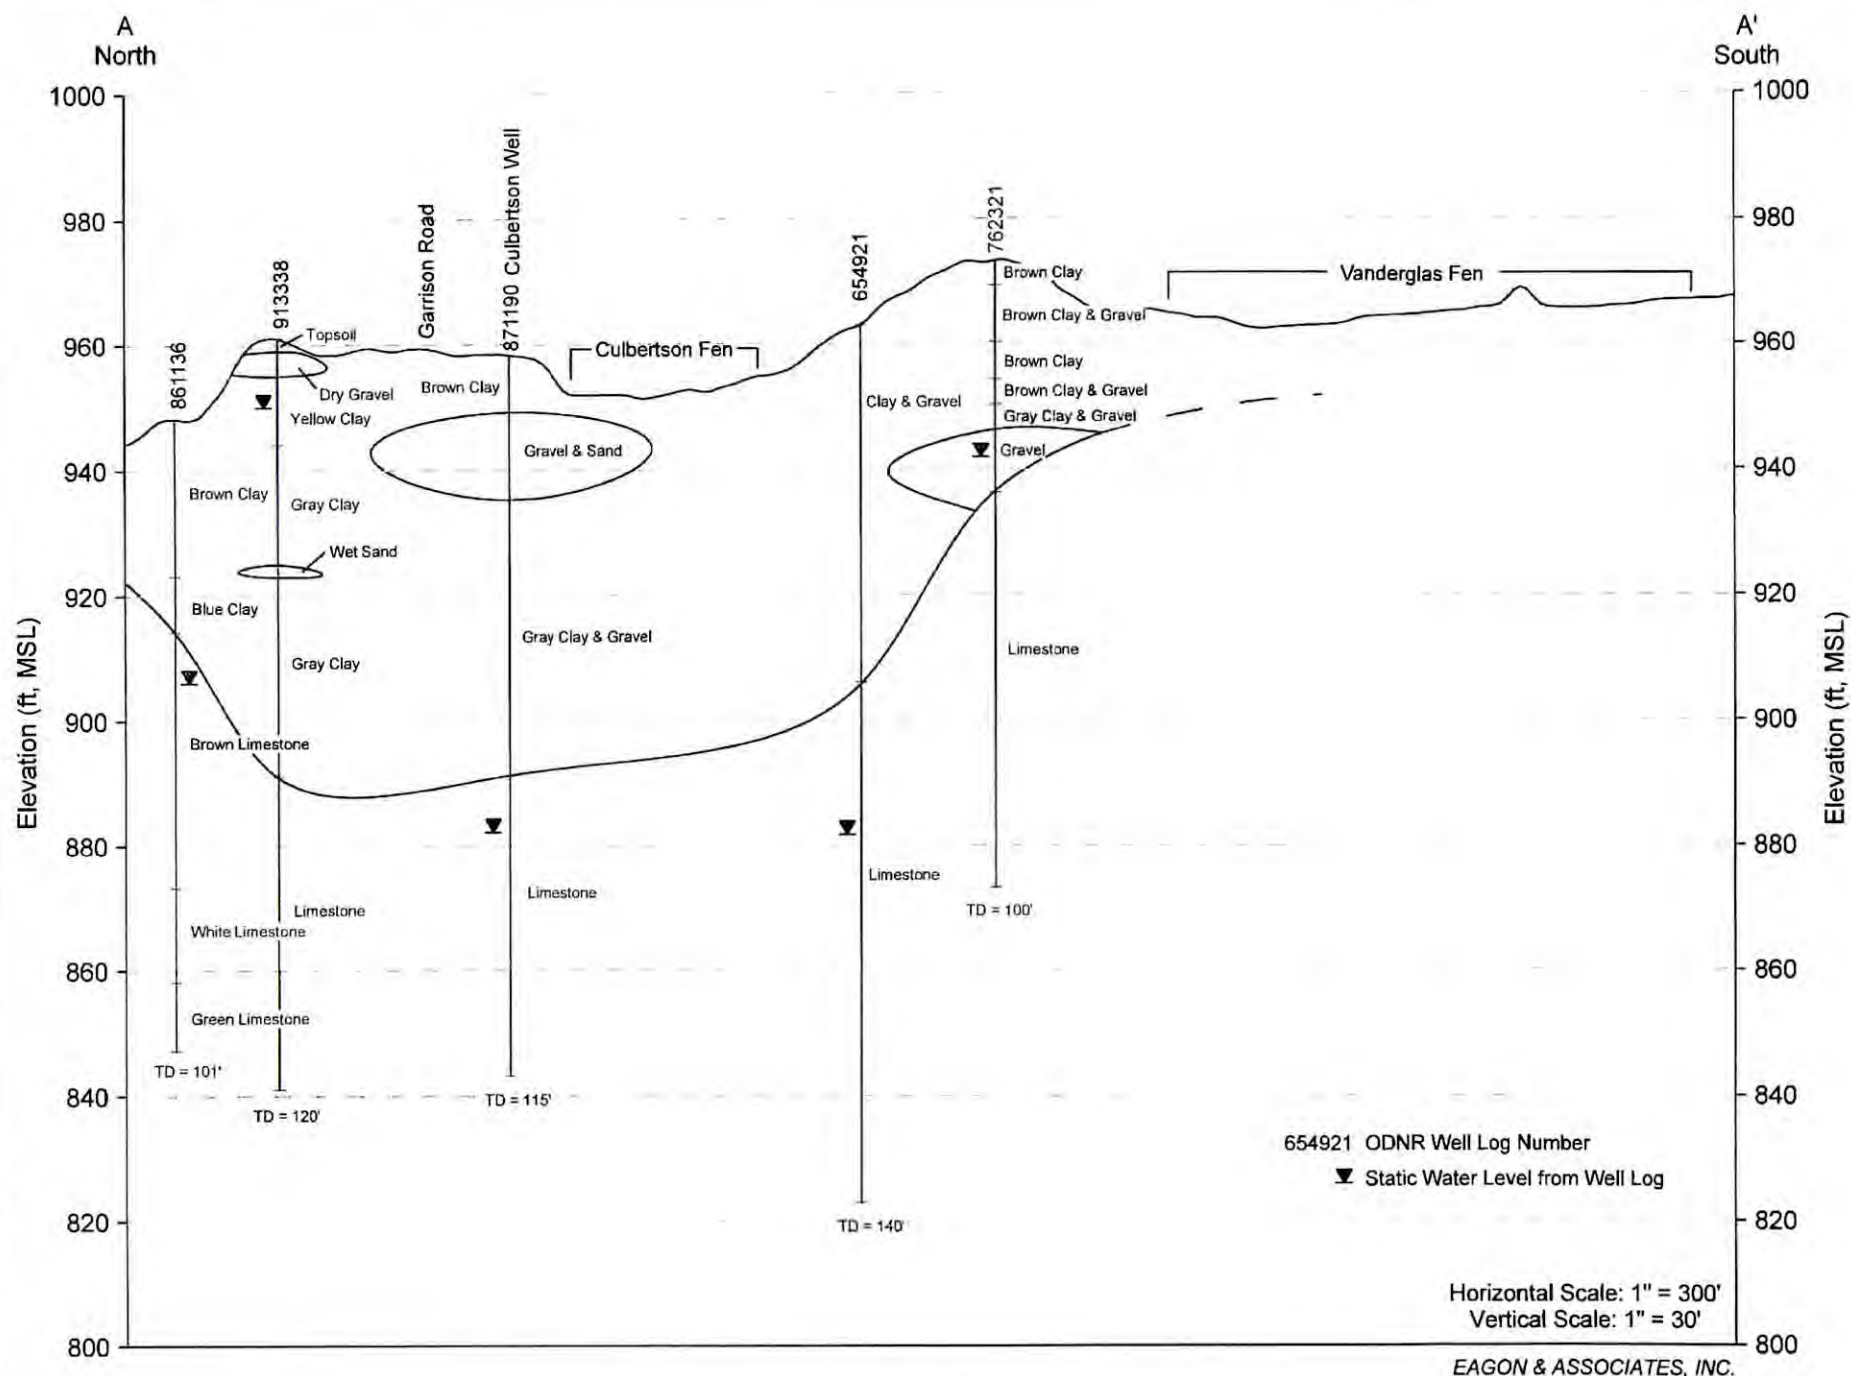 A
North
A'
South
1000
980
960
940
920
900
880
860
840
820
800
Elevation (ft, MSL)
1000
980
960
940
920
900
880
860
840
820
800
Elevation (ft, MSL)
861136
913338
Garrison Road
871190 Culbertson Well
654921
762321
Culbertson Fen
Vanderglas Fen
Topsoil
Dry Gravel
Yellow Clay
Brown Clay
Gravel & Sand
Brown Clay
Gray Clay
Wet Sand
Blue Clay
Gray Clay
Gray Clay & Gravel
Brown Limestone
Limestone
White Limestone
Green Limestone
Limestone
Clay & Gravel
Limestone
Brown Clay
Brown Clay & Gravel
Brown Clay
Brown Clay & Gravel
Gray Clay & Gravel
Gravel
Limestone
TD = 101'
TD = 120'
TD = 115'
TD = 140'
TD = 100'
654921 ODNR Well Log Number
Static Water Level from Well Log
Horizontal Scale: 1" = 300'
Vertical Scale: 1" = 30'
EAGON & ASSOCIATES, INC.